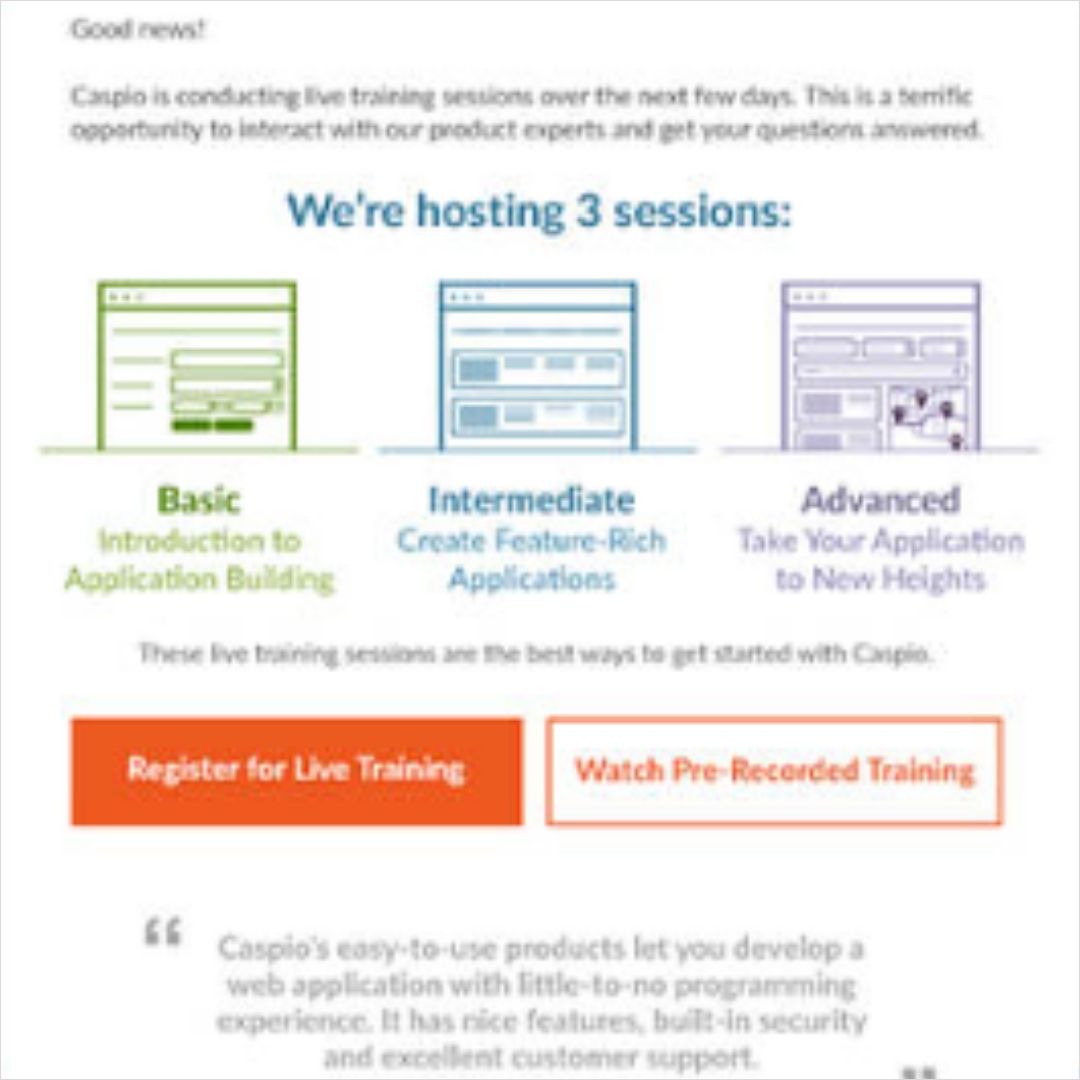 Good news!
Caspio is conducting live training sessions over the next few days. This is a terrific
opportunity to interact with our product experts and get your questions answered.
We're hosting 3 sessions:
Basic
Introduction to
Application Building
Intermediate
Create Feature-Rich
Applications
Advanced
Take Your Application
to New Heights
These live training sessions are the best ways to get started with Caspio.
Register for Live Training
Watch Pre-Recorded Training
“ Caspio's easy-to-use products let you develop a
web application with little-to-no programming
experience. It has nice features, built-in security
and excellent customer support. ”